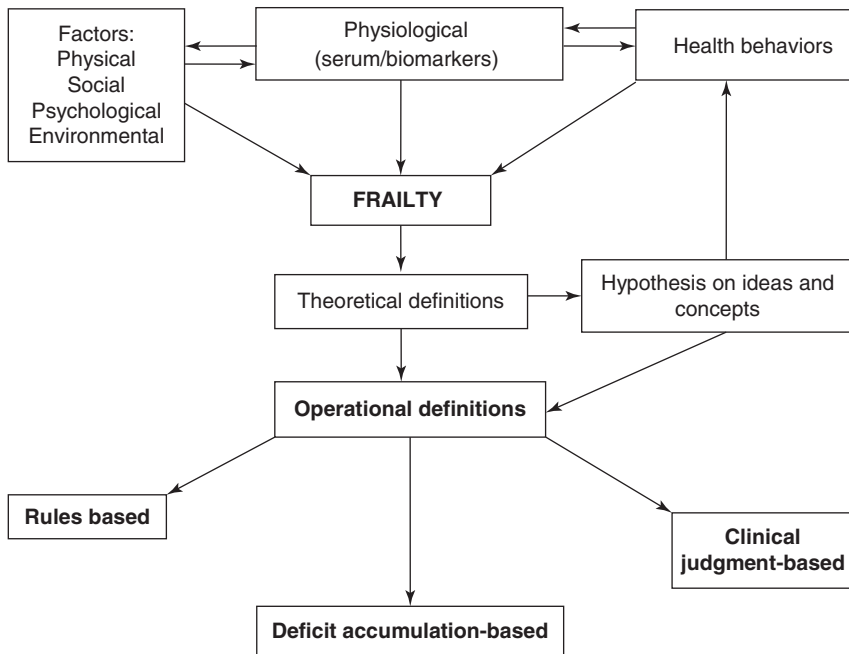 Factors:
Physical
Social
Psychological
Environmental
Physiological
(serum/biomarkers)
Health behaviors
FRAILTY
Theoretical definitions
Hypothesis on ideas and
concepts
Operational definitions
Rules based
Clinical
judgment-based
Deficit accumulation-based